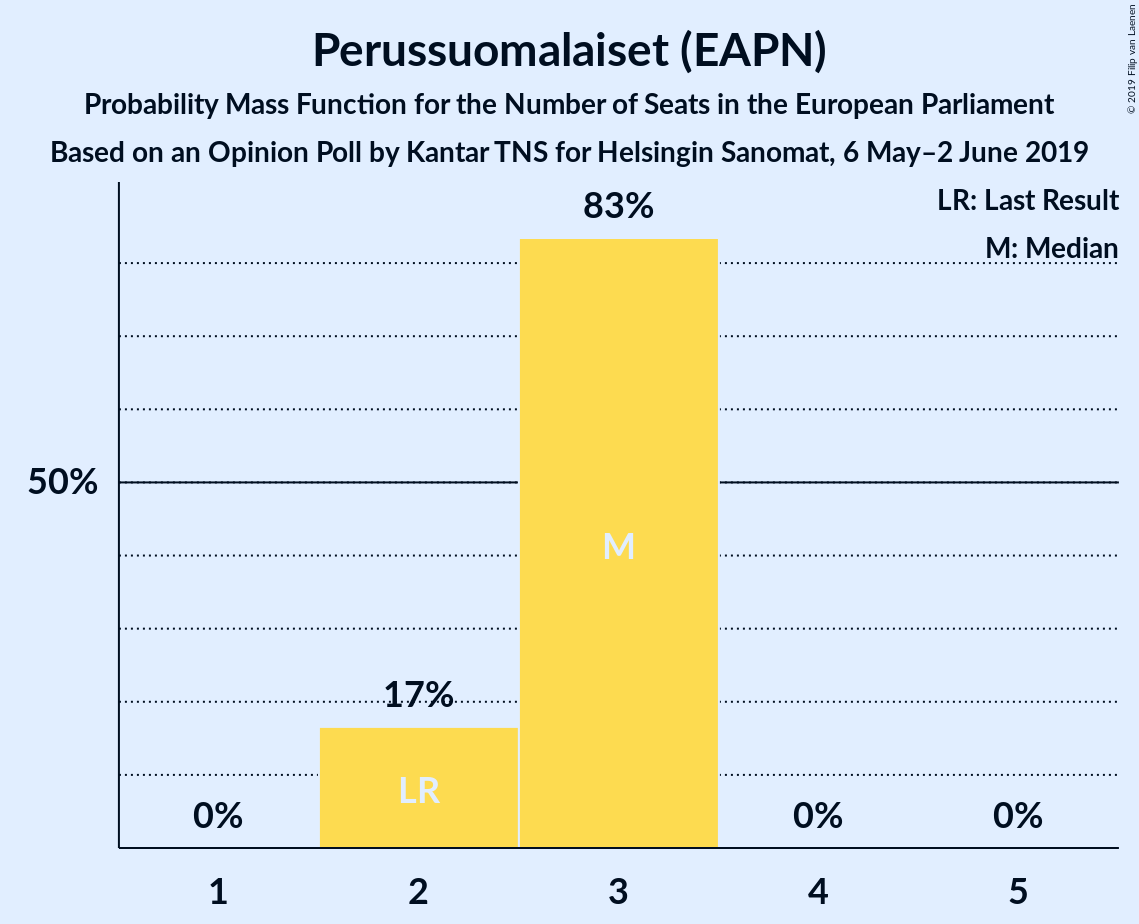 Perussuomalaiset (EAPN)
Probability Mass Function for the Number of Seats in the European Parliament
Based on an Opinion Poll by Kantar TNS for Helsingin Sanomat, 6 May–2 June 2019
© 2019 Filip van Laenen
LR: Last Result
M: Median
83%
50%
M
17%
LR
0%
0%
0%
1
2
3
4
5